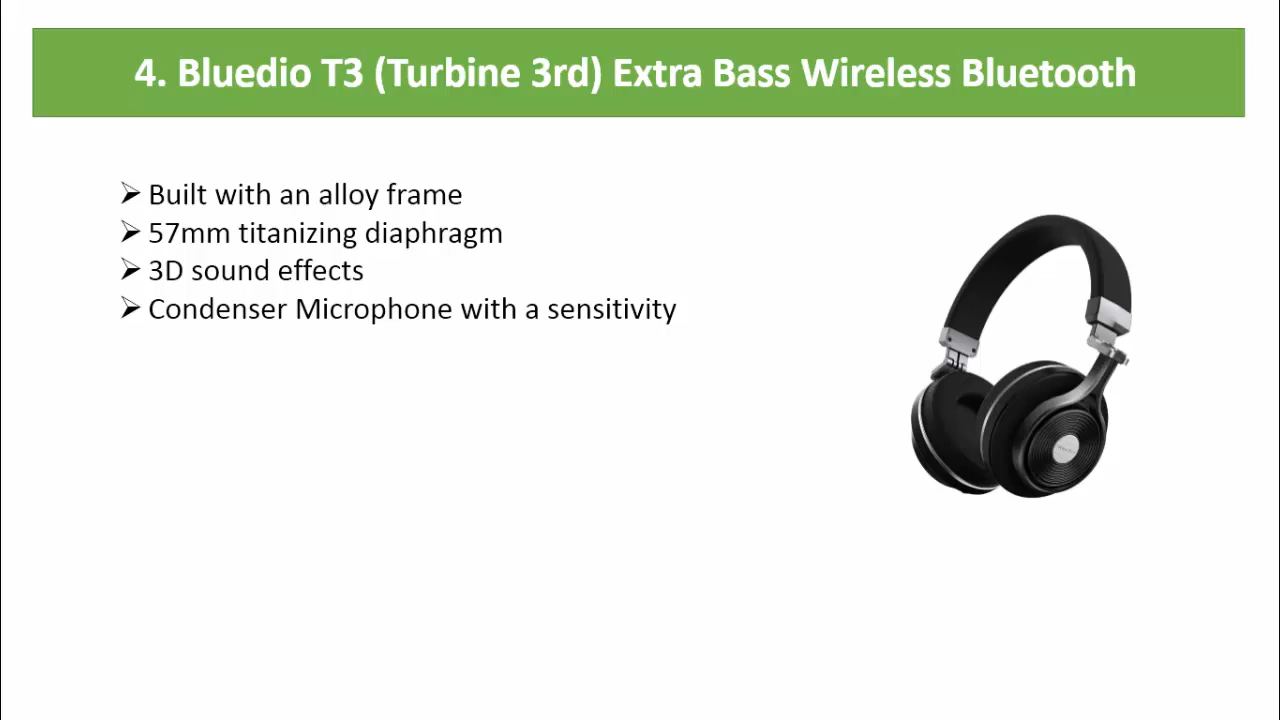 4. Bluedio T3 (Turbine 3rd) Extra Bass Wireless Bluetooth
Built with an alloy frame
57mm titanizing diaphragm
3D sound effects
Condenser Microphone with a sensitivity